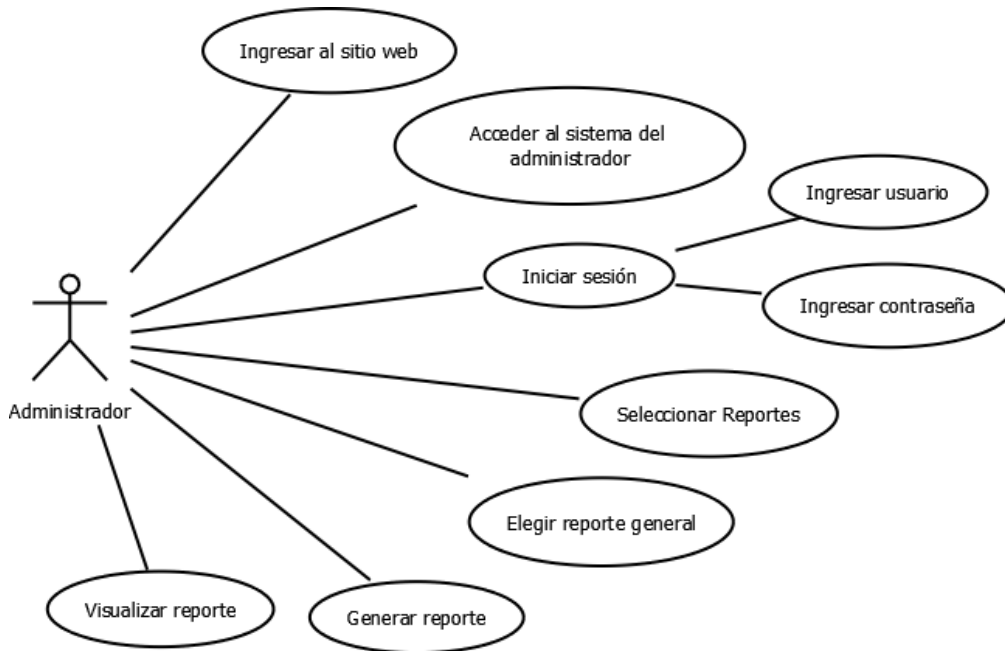 Ingresar al sitio web
Acceder al sistema del
administrador
Ingresar usuario
Iniciar sesión
Ingresar contraseña
Administrador
Seleccionar Reportes
Elegir reporte general
Visualizar reporte
Generar reporte